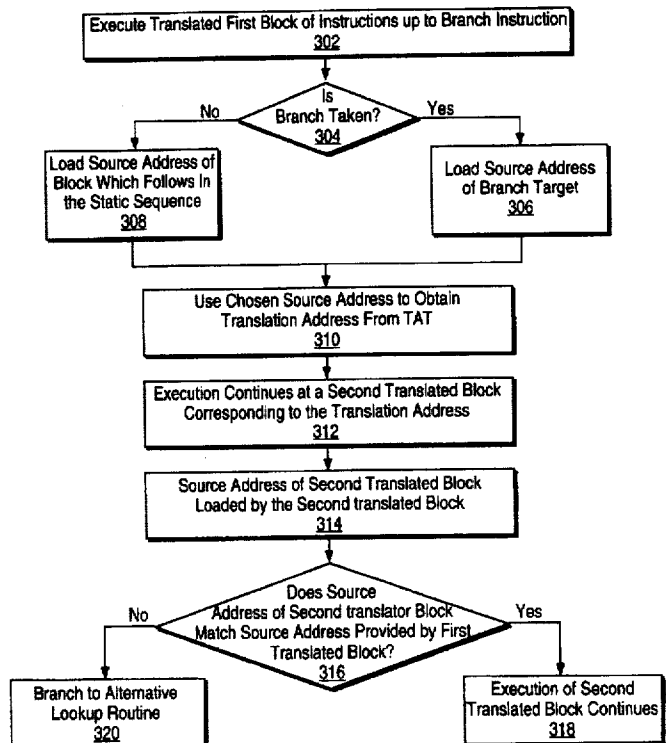 Execute Translated First Block of Instructions up to Branch Instruction
302
Is
Branch Taken?
304
No
Yes
Load Source Address of
Block Which Follows In
the Static Sequence
308
Load Source Address
of Branch Target
306
Use Chosen Source Address to Obtain
Translation Address From TAT
310
Execution Continues at a Second Translated Block
Corresponding to the Translation Address
312
Source Address of Second Translated Block
Loaded by the Second translated Block
314
Does Source
Address of Second translator Block
Match Source Address Provided by First
Translated Block?
316
No
Yes
Branch to Alternative
Lookup Routine
320
Execution of Second
Translated Block Continues
318